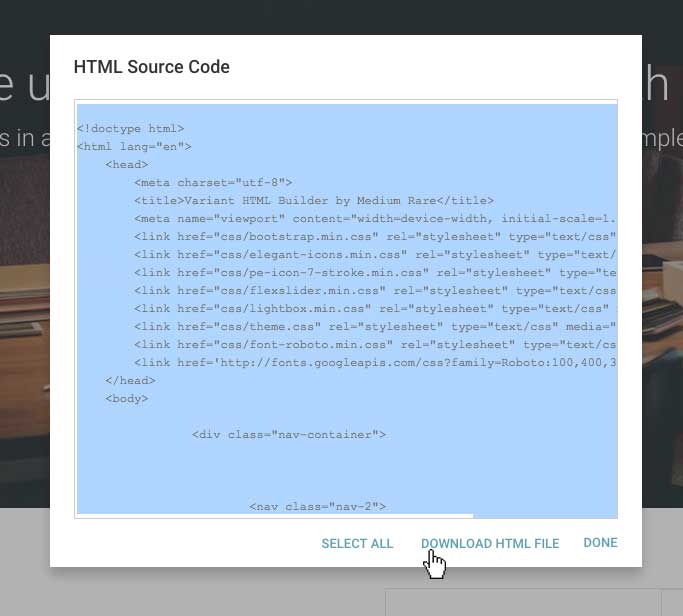 HTML Source Code
<!doctype html>
<html lang="en">
<head>
<meta charset="utf-8">
<title>Variant HTML Builder by Medium Rare</title>
<meta name="viewport" content="width=device-width, initial-scale=1.
<link href="css/bootstrap.min.css" rel="stylesheet" type="text/css"
<link href="css/elegant-icons.min.css" rel="stylesheet" type="text/
<link href="css/pe-icon-7-stroke.min.css" rel="stylesheet" type="te
<link href="css/flexslider.min.css" rel="stylesheet" type="text/css
<link href="css/lightbox.min.css" rel="stylesheet" type="text/css"
<link href="css/theme.css" rel="stylesheet" type="text/css" media="
<link href="css/font-roboto.min.css" rel="stylesheet" type="text/cs
<link href='http://fonts.googleapis.com/css?family=Roboto:100,400,3
</head>
<body>
<div class="nav-container">
<nav class="nav-2">
SELECT ALL DOWNLOAD HTML FILE DONE